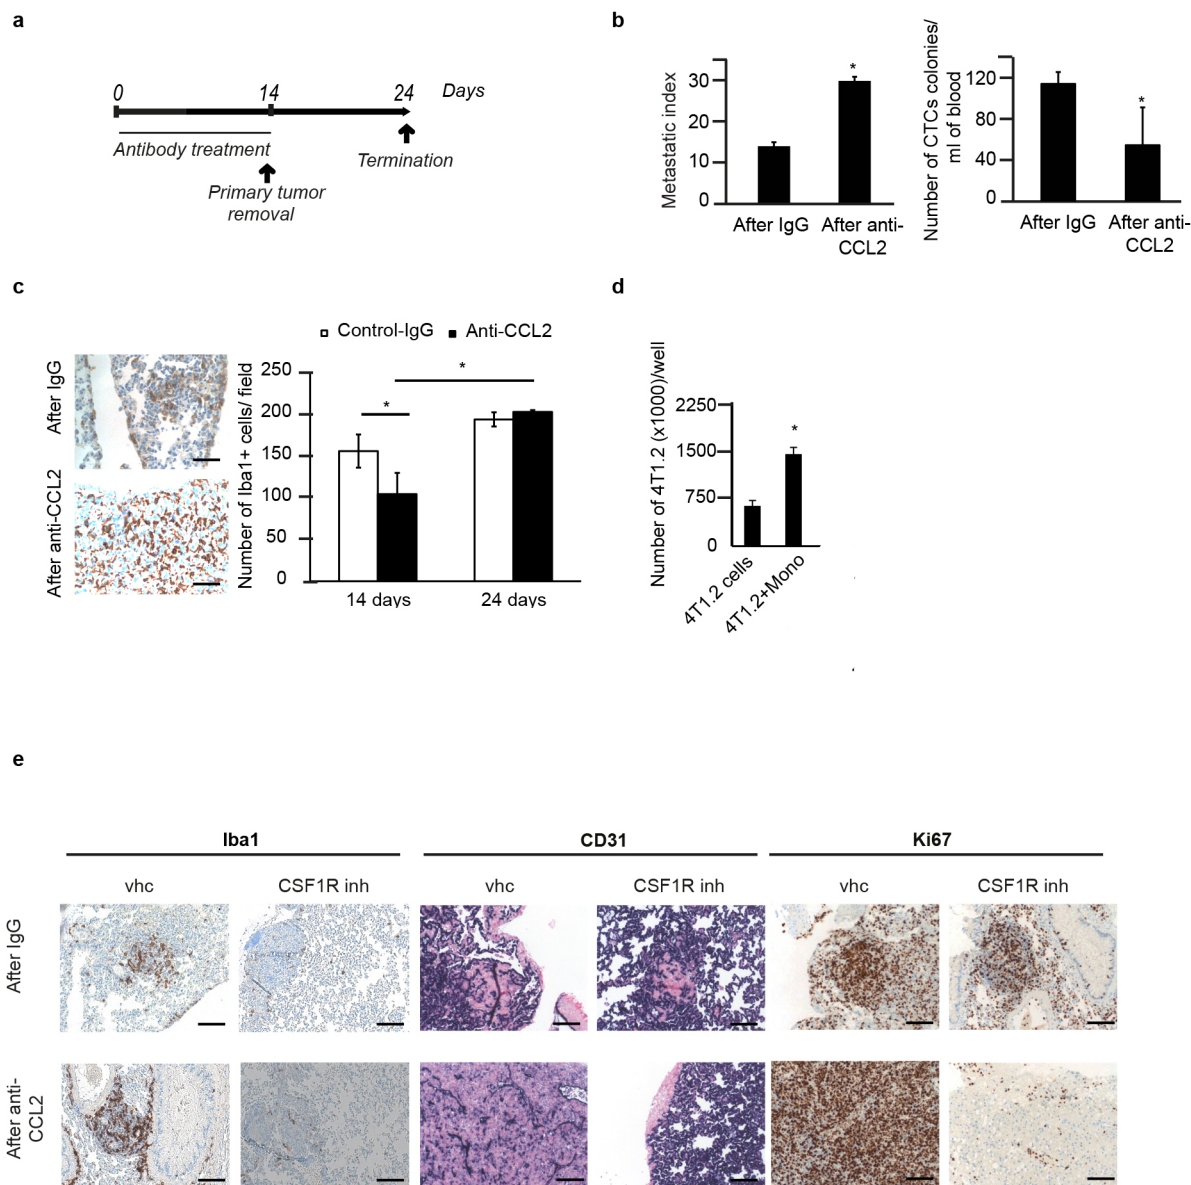 a
0 14 24 Days
Antibody treatment
Termination
Primary tumor
removal
b
Metastatic index
30
20
10
0
*
After IgG
After anti-
CCL2
Number of CTCs colonies/
ml of blood
120
80
40
0
*
After IgG
After anti-
CCL2
c
After IgG
After anti-CCL2
Control-IgG Anti-CCL2
Number of Iba1+ cells/ field
250
200
150
100
50
0
*
*
14 days 24 days
d
Number of 4T1.2 (x1000)/well
2250
1500
750
0
*
4T1.2 cells
4T1.2+Mono
e
Iba1 CD31 Ki67
vhc CSF1R inh vhc CSF1R inh vhc CSF1R inh
After IgG
After anti-
CCL2